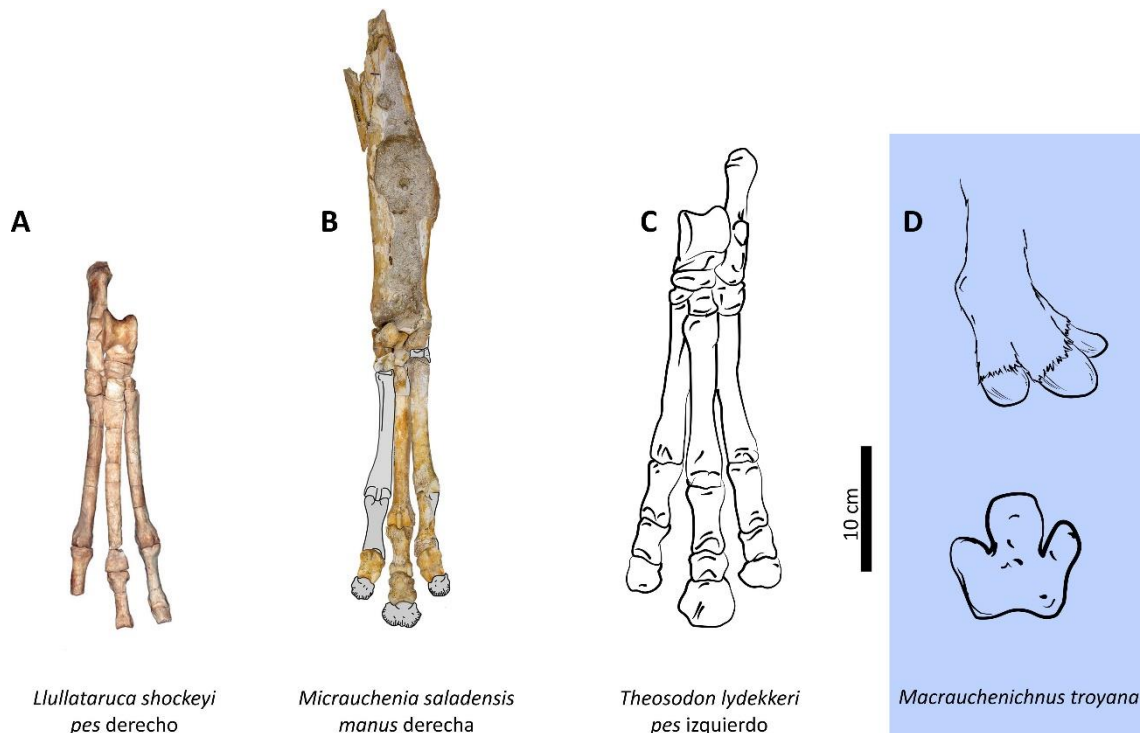 A
B
C
D
10 cm
Llullataruca shockeyi
pes derecho
Micrauchenia saladensis
manus derecha
Theosodon lydekkeri
pes izquierdo
Macrauchenichnus troyana